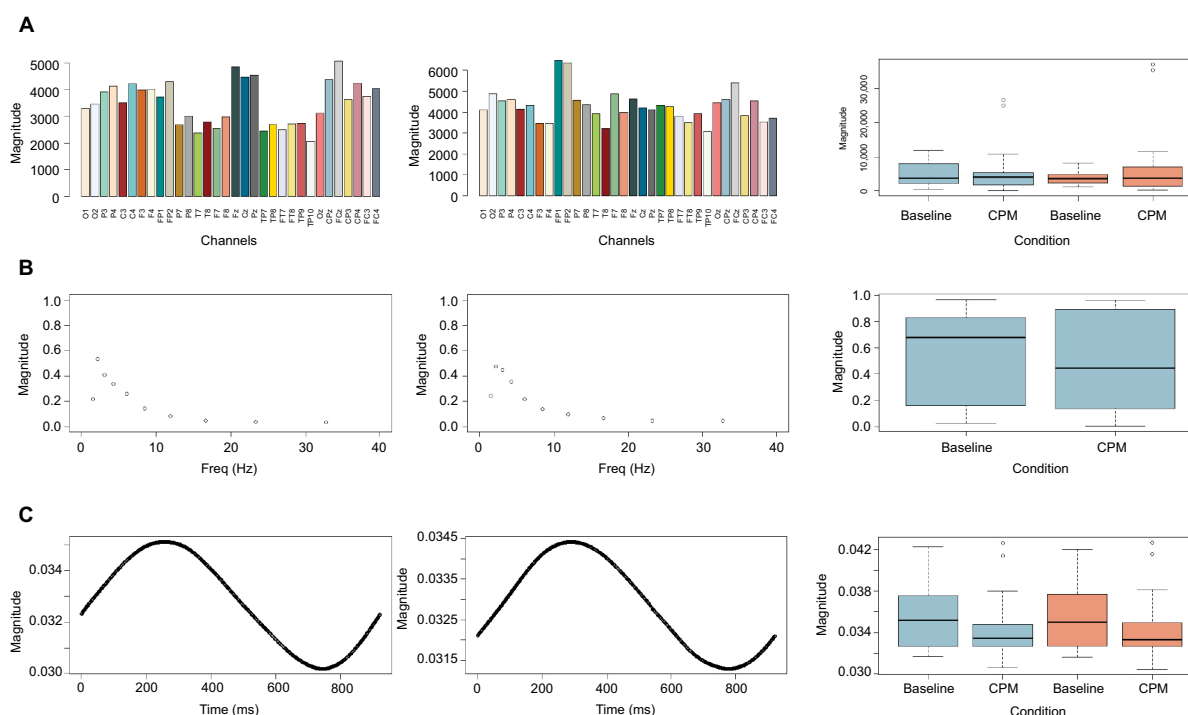 A
Magnitude
5000
4000
3000
2000
1000
0
O1 O2 P3 P4 C3 C4 F3 F4 FP1 FP2 P7 P8 T7 T8 F7 F8 Fz Cz Pz TP7 TP8 FT7 FT8 TP9 TP10 Oz CPz FCz CP3 CP4 FC3 FC4
Channels
Magnitude
6000
5000
4000
3000
2000
1000
0
O1 O2 P3 P4 C3 C4 F3 F4 FP1 FP2 P7 P8 T7 T8 F7 F8 Fz Cz Pz TP7 TP8 FT7 FT8 TP9 TP10 Oz CPz FCz CP3 CP4 FC3 FC4
Channels
Magnitude
30,000
20,000
10,000
0
Baseline CPM Baseline CPM
Condition
B
Magnitude
1.0
0.8
0.6
0.4
0.2
0.0
0 10 20 30 40
Freq (Hz)
Magnitude
1.0
0.8
0.6
0.4
0.2
0.0
0 10 20 30 40
Freq (Hz)
Magnitude
1.0
0.8
0.6
0.4
0.2
0.0
Baseline CPM
Condition
C
Magnitude
0.034
0.032
0.030
0 200 400 600 800
Time (ms)
Magnitude
0.0345
0.0335
0.0325
0.0315
0 200 400 600 800
Time (ms)
Magnitude
0.042
0.038
0.034
0.030
Baseline CPM Baseline CPM
Condition